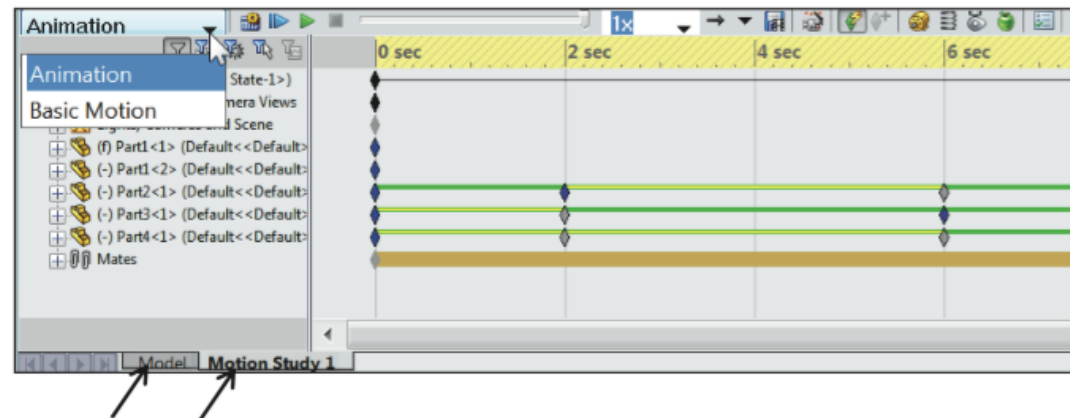 Animation
1x
0 sec 2 sec 4 sec 6 sec
Animation
State-1>)
Basic Motion
mera Views
d Scene
(f) Part1<1> (Default<<Default>
(-) Part1<2> (Default<<Default>
(-) Part2<1> (Default<<Default>
(-) Part3<1> (Default<<Default>
(-) Part4<1> (Default<<Default>
Mates
Model Motion Study 1